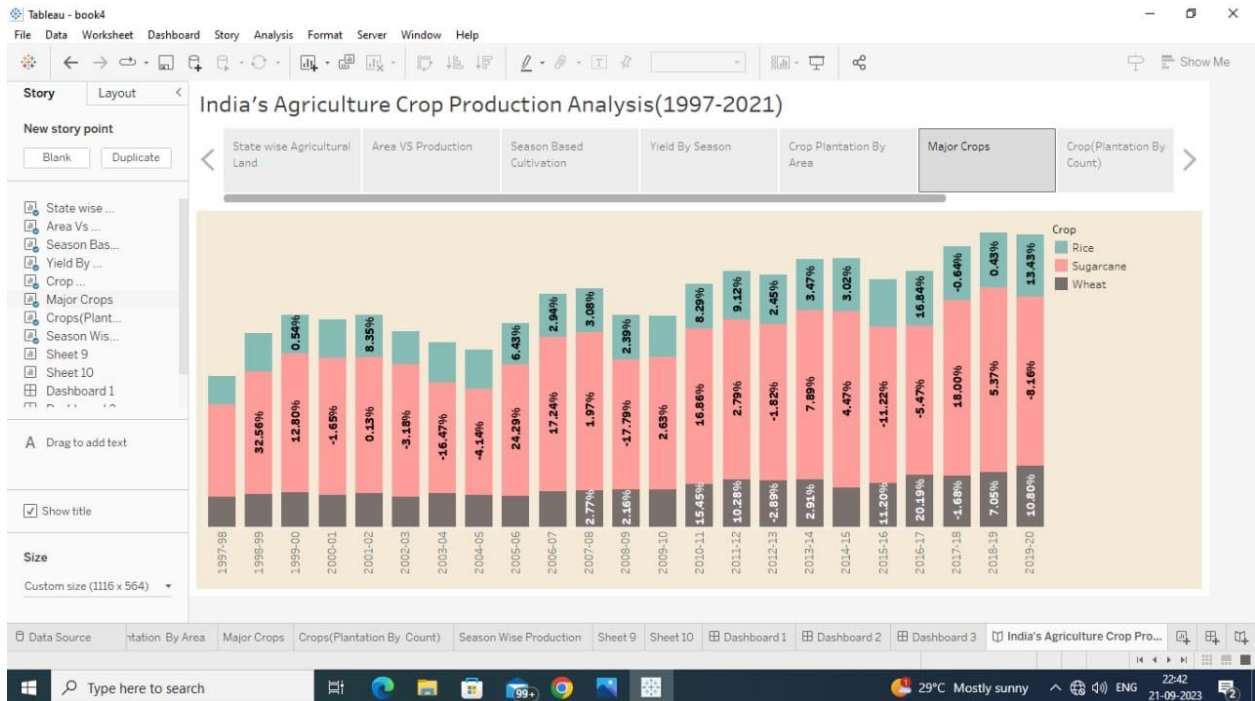 Tableau - book4
File Data Worksheet Dashboard Story Analysis Format Server Window Help
Show Me
Story Layout
New story point
Blank Duplicate
State wise ...
Area Vs ...
Season Bas...
Yield By ...
Crop ...
Major Crops
Crops(Plant...
Season Wis...
Sheet 9
Sheet 10
Dashboard 1
A Drag to add text
Show title
Size
Custom size (1116 x 564)
India's Agriculture Crop Production Analysis(1997-2021)
State wise Agricultural
Land
Area VS Production
Season Based
Cultivation
Yield By Season
Crop Plantation By
Area
Major Crops
Crop(Plantation By
Count)
Crop
Rice
Sugarcane
Wheat
0.54% 8.35% 6.43% 2.94% 3.08% 2.39% 8.29% 9.12% 2.45% 3.47% 3.02% 16.84% -0.64% 0.43% 13.43%
32.56% 12.80% -1.65% 0.13% -3.18% -16.47% -4.14% 24.29% 17.24% 1.97% -17.79% 2.63% 16.86% 2.79% -1.82% 7.89% 4.47% -11.22% -5.47% 18.00% 5.37% -8.16%
2.77% 2.16% 15.45% 10.28% -2.89% 2.91% 11.20% 20.19% -1.68% 7.05% 10.80%
1997-98 1998-99 1999-00 2000-01 2001-02 2002-03 2003-04 2004-05 2005-06 2006-07 2007-08 2008-09 2009-10 2010-11 2011-12 2012-13 2013-14 2014-15 2015-16 2016-17 2017-18 2018-19 2019-20
Data Source ntation By Area Major Crops Crops(Plantation By Count) Season Wise Production Sheet 9 Sheet 10 Dashboard 1 Dashboard 2 Dashboard 3 India's Agriculture Crop Pro...
Type here to search
99+
1
29°C Mostly sunny
ENG
22:42
21-09-2023
2